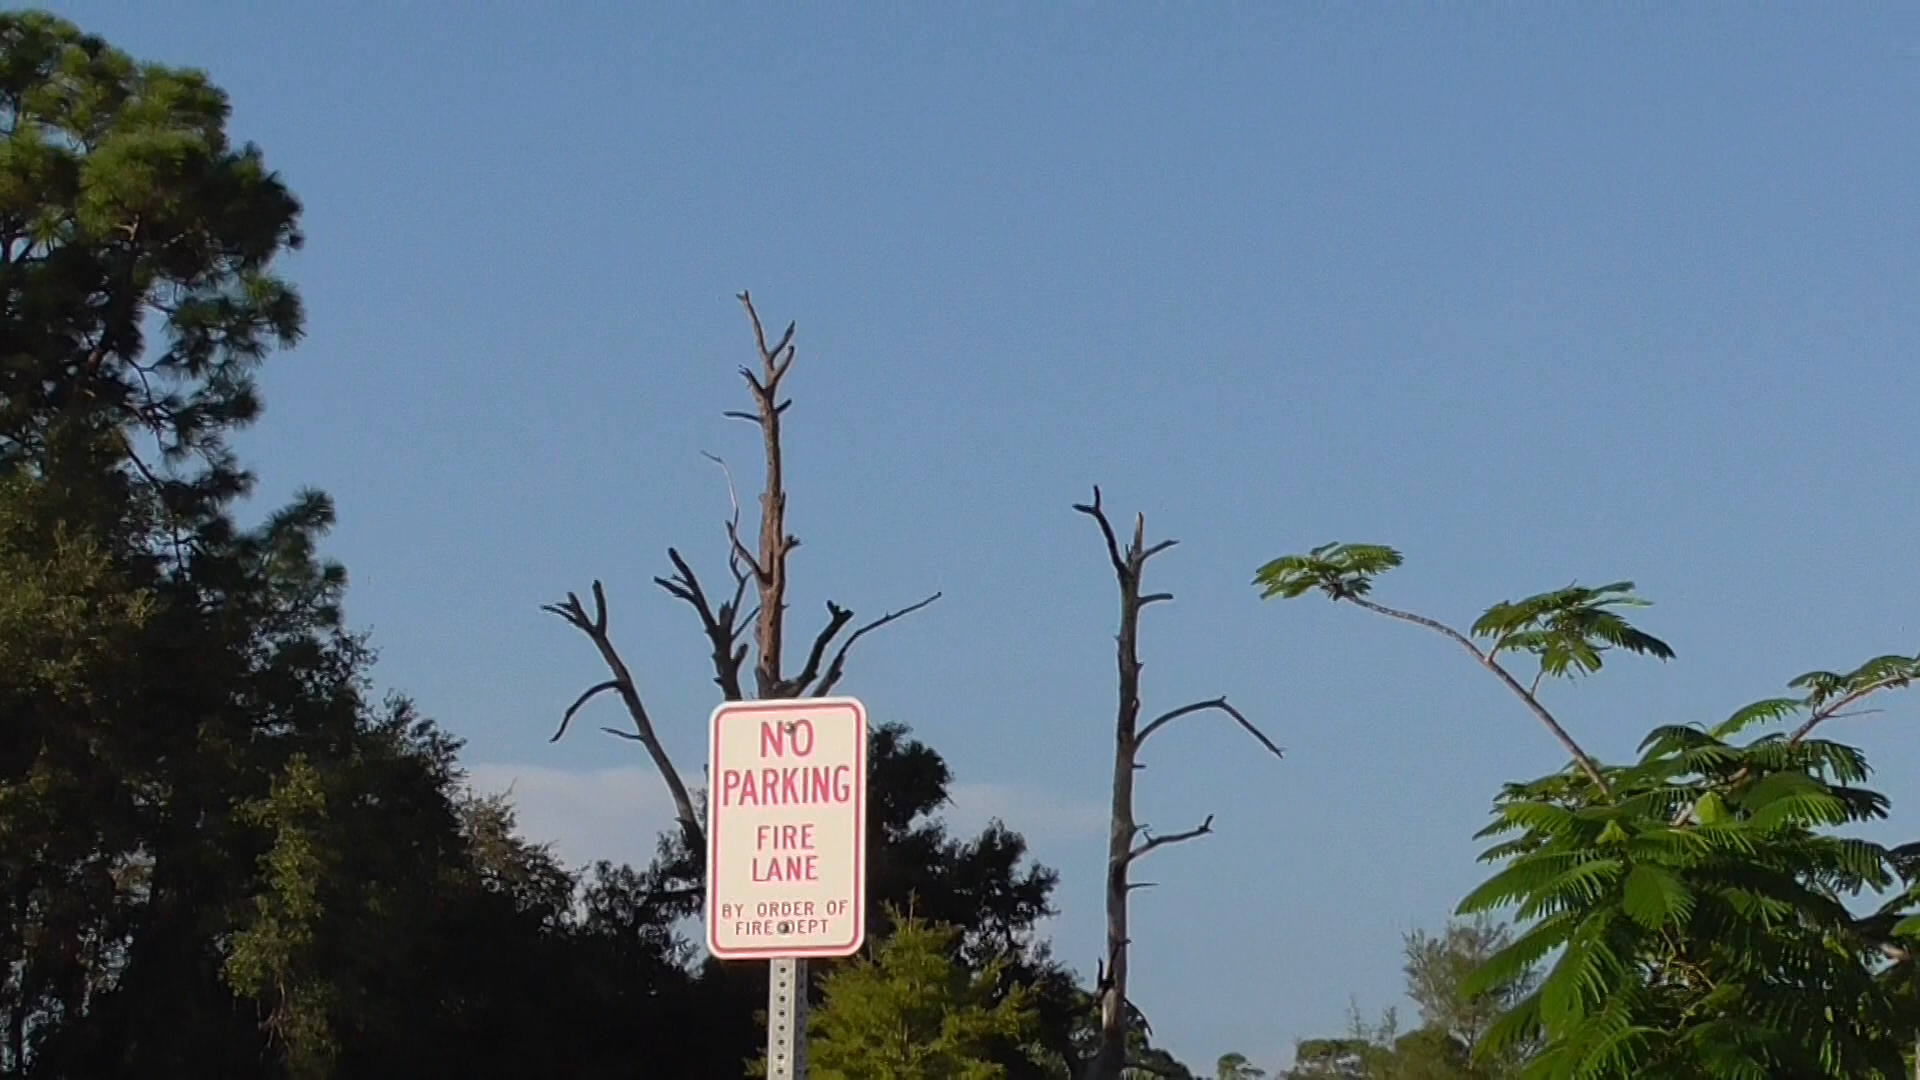 NO
PARKING
FIRE
LANE
BY ORDER OF
FIRE DEPT